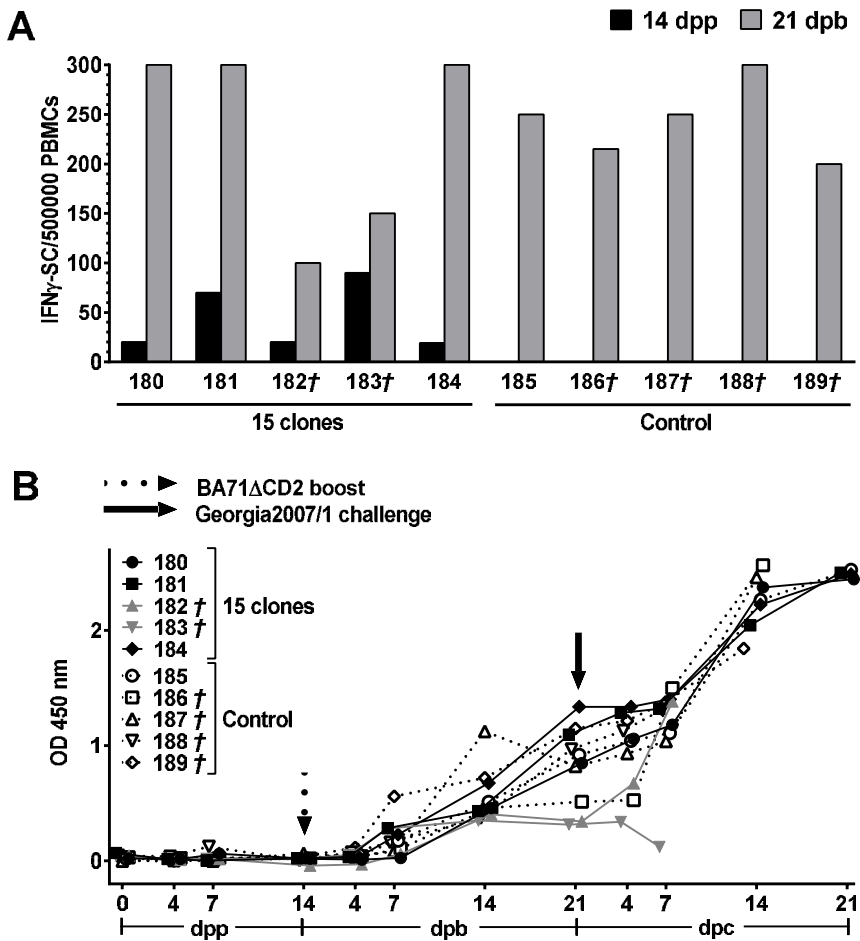 A
14 dpp 21 dpb
IFNγ-SC/500000 PBMCs
300
250
200
150
100
50
0
180 181 182† 183† 184 185 186† 187† 188† 189†
15 clones Control
B
BA71ΔCD2 boost
Georgia2007/1 challenge
180
181
182 †
183 †
184
15 clones
185
186 †
187 †
188 †
189 †
Control
OD 450 nm
2
1
0
0 4 7 14 4 7 14 21 4 7 14 21
dpp dpb dpc